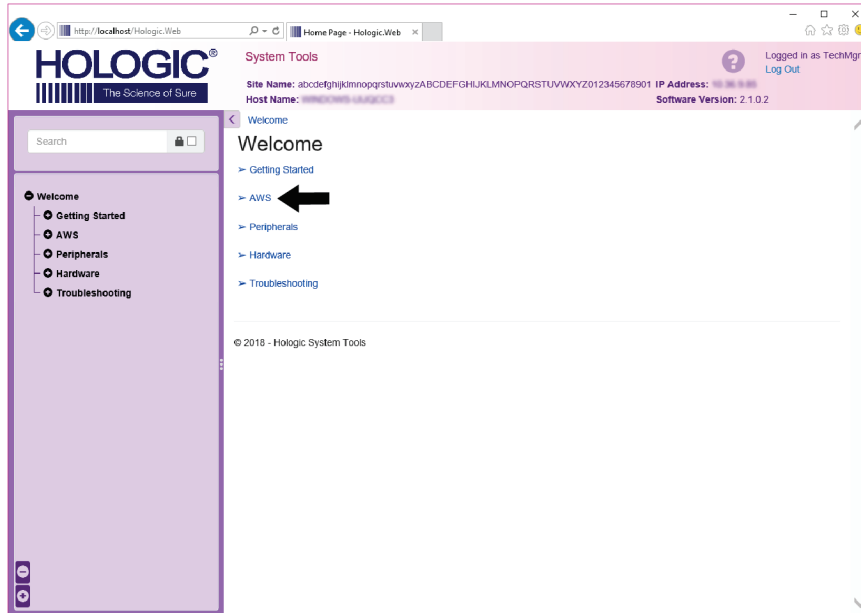 http://localhost/Hologic.Web
Home Page - Hologic.Web
HOLOGIC®
The Science of Sure
System Tools
Logged in as TechMgr
Log Out
Site Name: abcdefghijklmnopqrstuvwxyzABCDEFGHIJKLMNOPQRSTUVWXYZ012345678901 IP Address:
Host Name:
Software Version: 2.1.0.2
Search
Welcome
Getting Started
AWS
Peripherals
Hardware
Troubleshooting
Welcome
Welcome
Getting Started
AWS
Peripherals
Hardware
Troubleshooting
© 2018 - Hologic System Tools